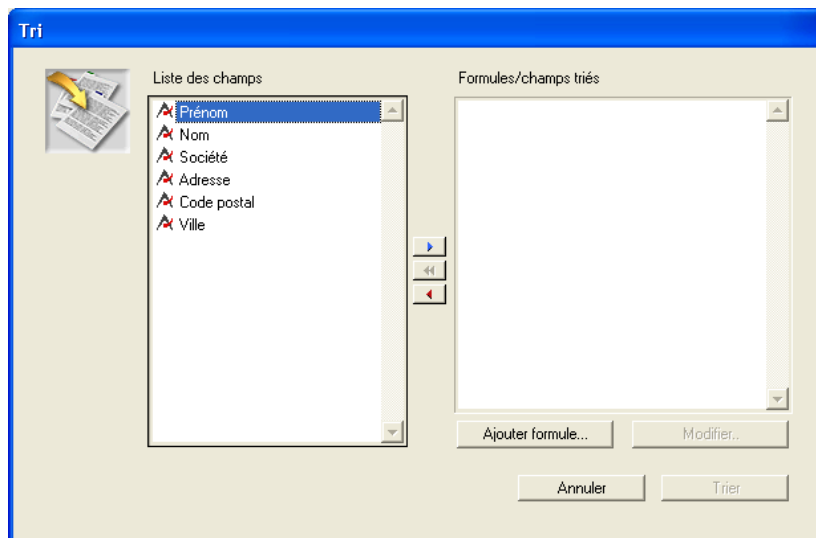 Tri
Liste des champs
Formules/champs triés
Prénom
Nom
Société
Adresse
Code postal
Ville
Ajouter formule...
Modifier..
Annuler
Trier